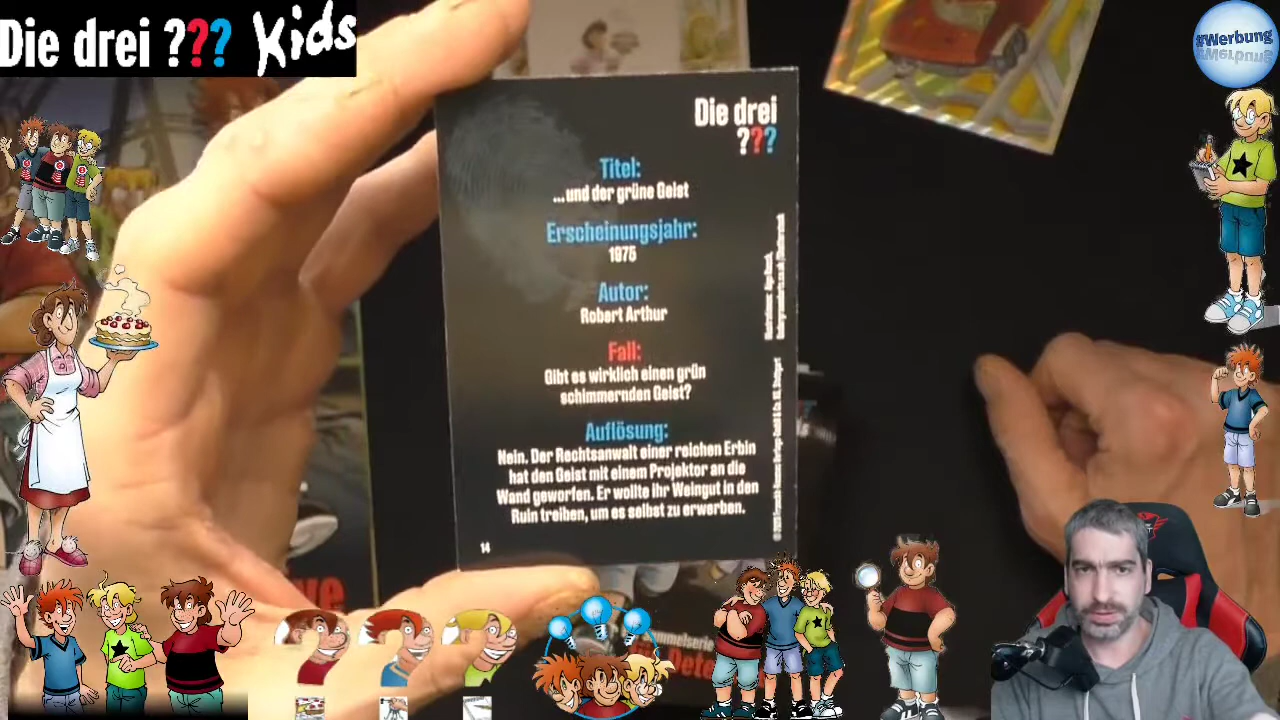 Die drei ??? Kids
#Werbung
Die drei
???
Titel:
...und der grüne Geist
Erscheinungsjahr:
1975
Autor:
Robert Arthur
Fall:
Gibt es wirklich einen grün
schimmernden Geist?
Auflösung:
Nein. Der Rechtsanwalt einer reichen Erbin
hat den Geist mit einem Projektor an die
Wand geworfen. Er wollte ihr Weingut in den
Ruin treiben, um es selbst zu erwerben.
14